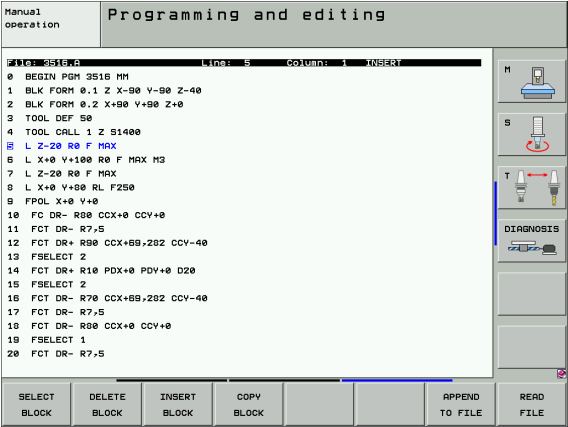 Manual operation
Programming and editing
File: 3516.A Line: 5 Column: 1 INSERT
0 BEGIN PGM 3516 MM
1 BLK FORM 0.1 Z X-90 Y-90 Z-40
2 BLK FORM 0.2 X+90 Y+90 Z+0
3 TOOL DEF 50
4 TOOL CALL 1 Z S1400
5 L Z-20 R0 F MAX
6 L X+0 Y+100 R0 F MAX M3
7 L Z-20 R0 F MAX
8 L X+0 Y+80 RL F250
9 FPOL X+0 Y+0
10 FC DR- R80 CCX+0 CCY+0
11 FCT DR- R7,5
12 FCT DR+ R90 CCX+69,282 CCY-40
13 FSELECT 2
14 FCT DR+ R10 PDX+0 PDY+0 D20
15 FSELECT 2
16 FCT DR- R70 CCX+69,282 CCY-40
17 FCT DR- R7,5
18 FCT DR- R80 CCX+0 CCY+0
19 FSELECT 1
20 FCT DR- R7,5
M
S
T
DIAGNOSIS
SELECT BLOCK
DELETE BLOCK
INSERT BLOCK
COPY BLOCK
APPEND TO FILE
READ FILE